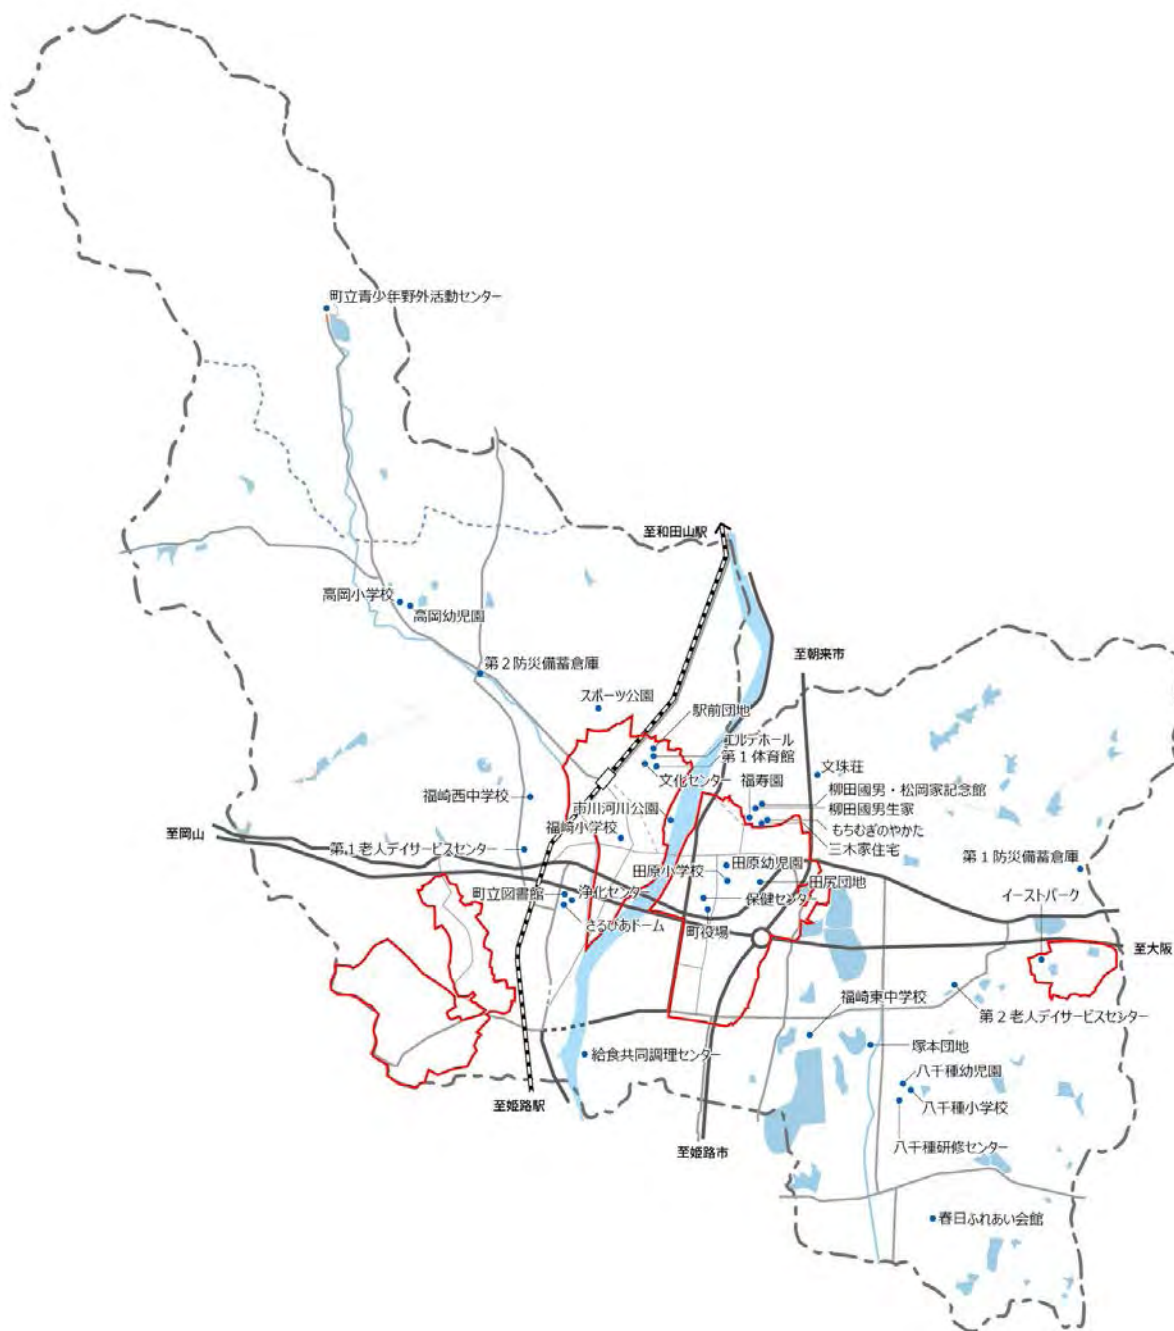 町立青少年野外活動センター
至和田山駅
高岡小学校
高岡幼児園
至朝来市
第2防災備蓄倉庫
スポーツ公園
駅前団地
エルデホール
第1体育館
文珠荘
文化センター
福寿園
柳田國男・松岡家記念館
福崎西中学校
市川河川公園
柳田國男生家
至岡山
福崎小学校
もちむぎのやかた
第1老人デイサービスセンター
三木家住宅
第1防災備蓄倉庫
田原幼児園
田原小学校
田尻団地
町立図書館
浄化センター
保健センター
イーストパーク
さるびあドーム
町役場
至大阪
福崎東中学校
第2老人デイサービスセンター
給食共同調理センター
塚本団地
八千種幼児園
至姫路駅
八千種小学校
至姫路市
八千種研修センター
春日ふれあい会館